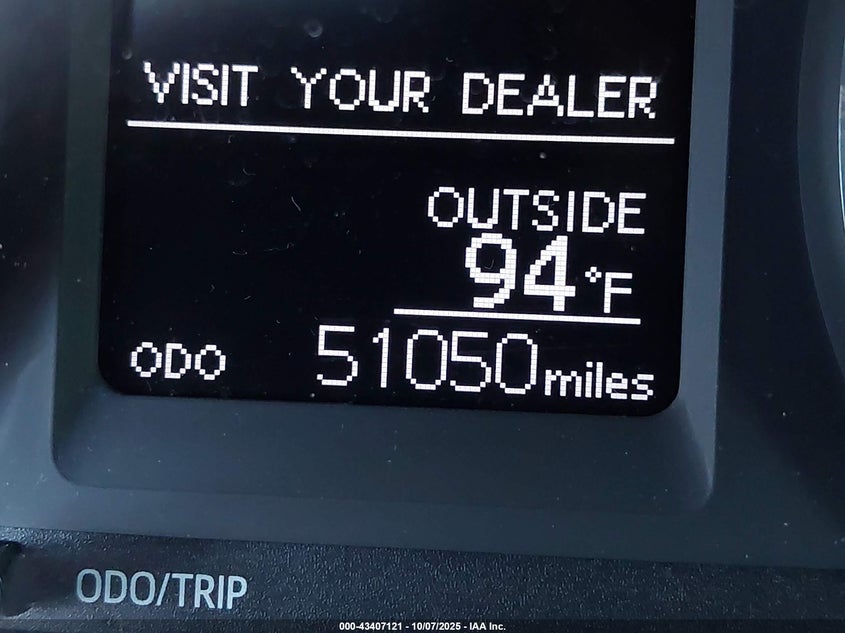 VISIT YOUR DEALER
OUTSIDE
94°F
ODO 51050 miles
ODO/TRIP
000-43407121 - 10/07/2025 - IAA Inc.